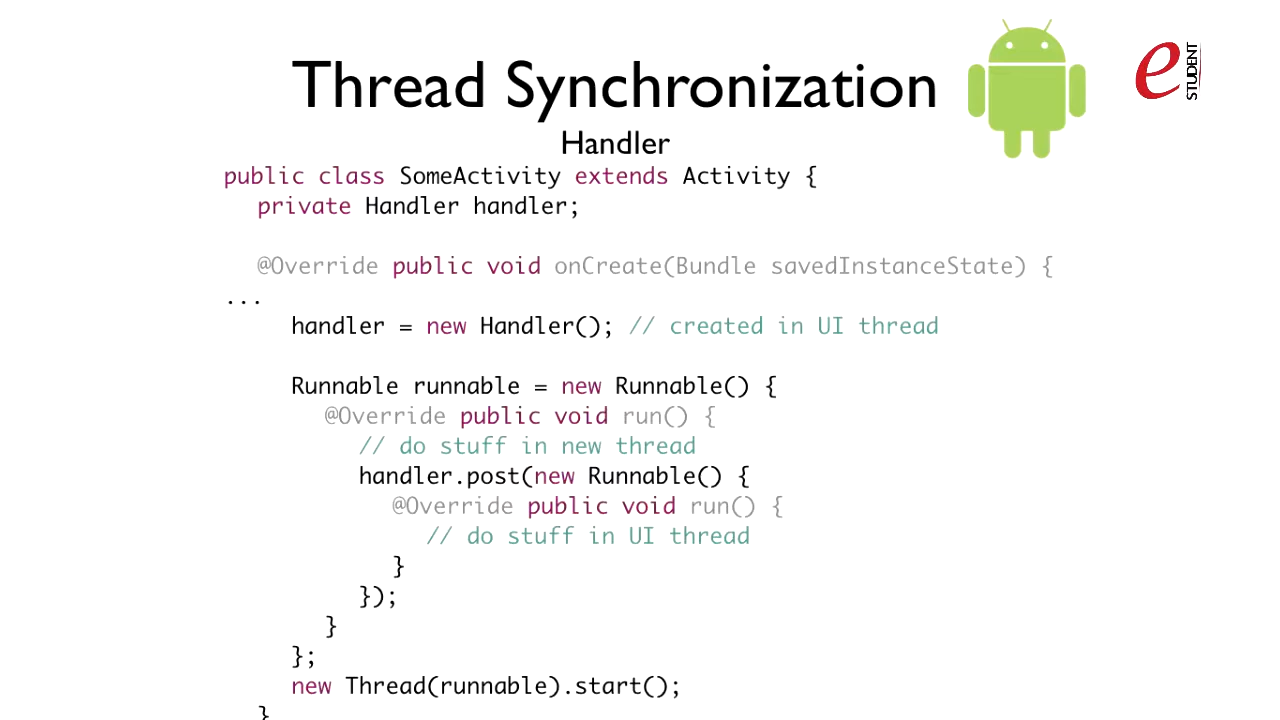 Thread Synchronization
e STUDENT
Handler
public class SomeActivity extends Activity {
private Handler handler;
@Override public void onCreate(Bundle savedInstanceState) {
...
handler = new Handler(); // created in UI thread
Runnable runnable = new Runnable() {
@Override public void run() {
// do stuff in new thread
handler.post(new Runnable() {
@Override public void run() {
// do stuff in UI thread
}
});
}
};
new Thread(runnable).start();
}